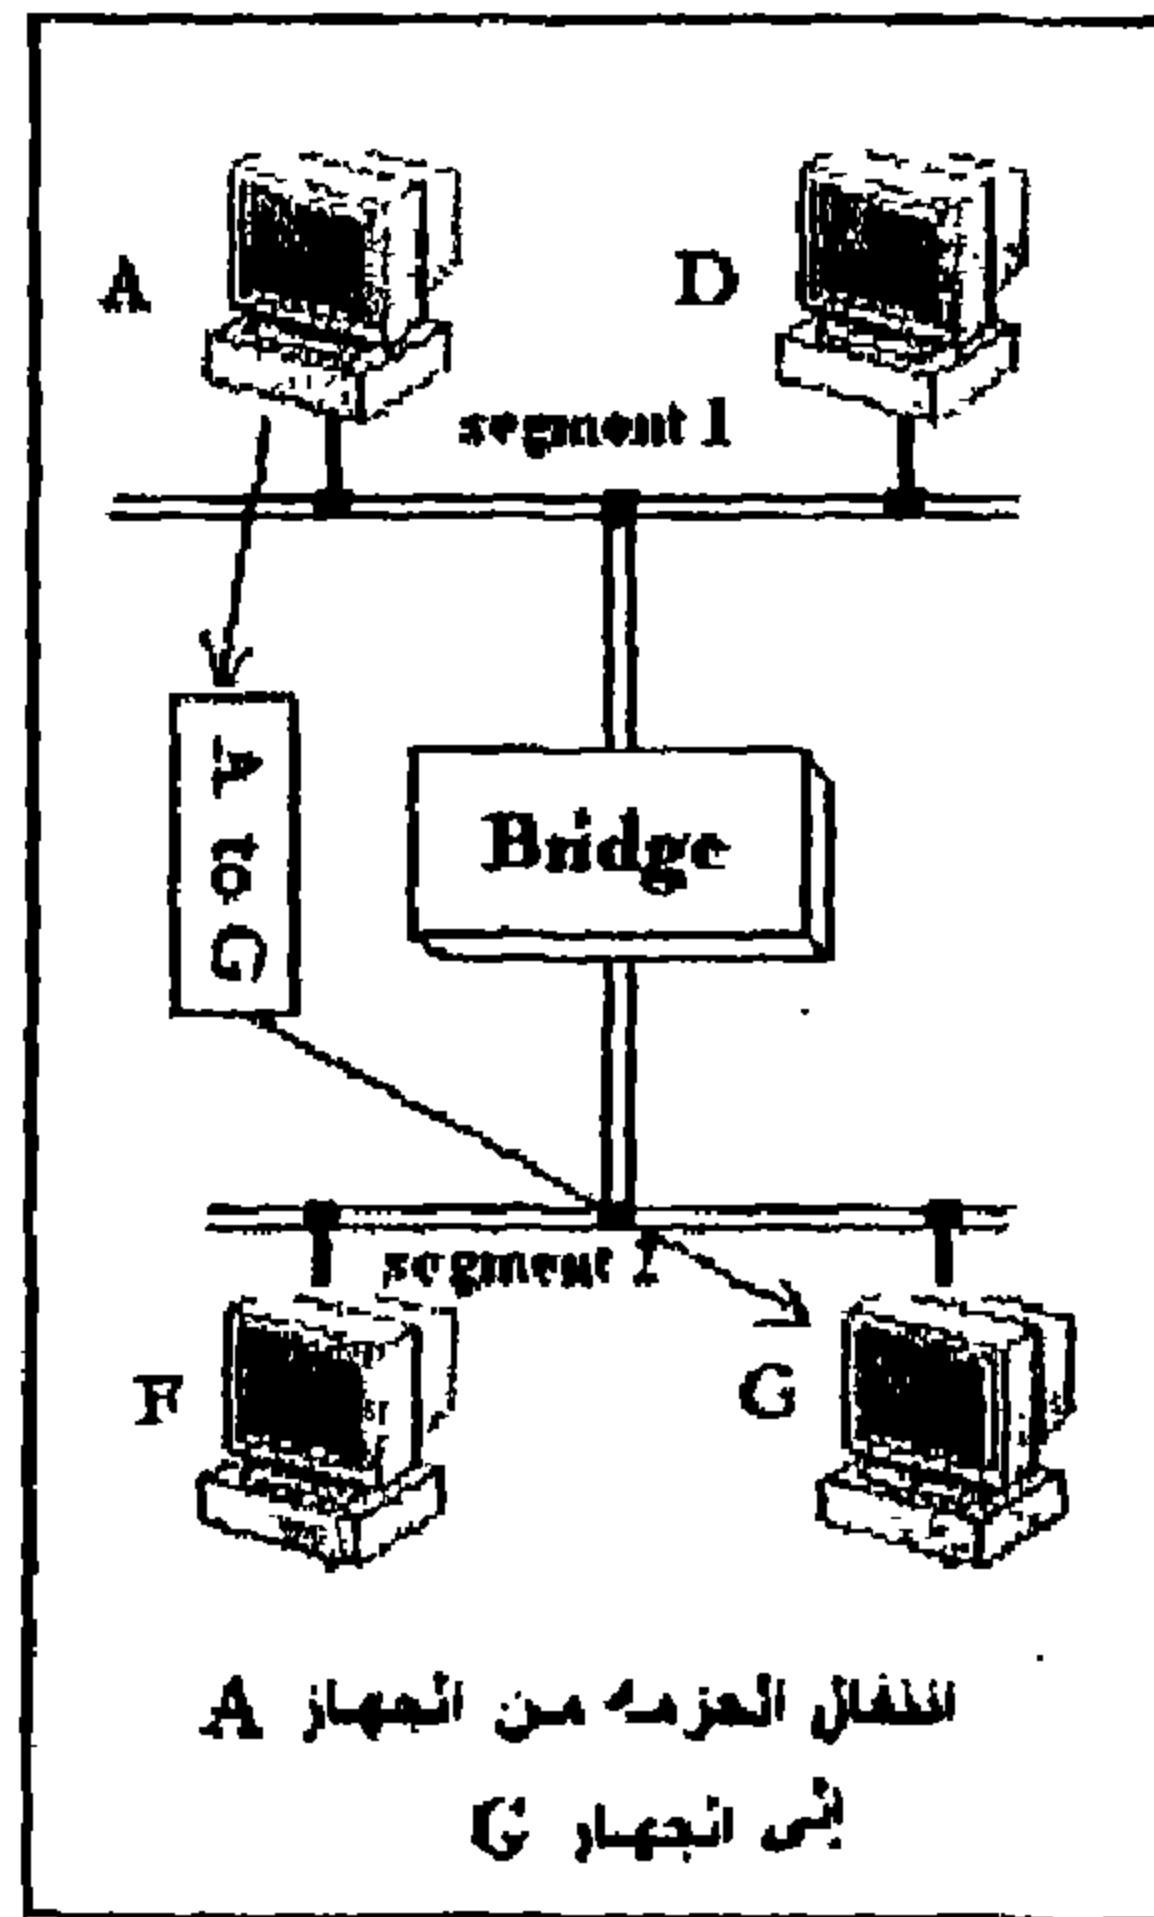 A
D
segment 1
A to G
Bridge
segment 2
F
G
انتقال الحزمه من الجهاز A
إلى الجهاز G